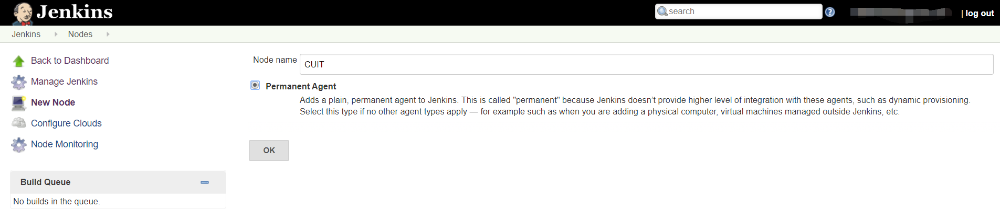 Jenkins
search
| log out
Jenkins
Nodes
Back to Dashboard
Manage Jenkins
New Node
Configure Clouds
Node Monitoring
Build Queue
No builds in the queue.
Node name
CUIT
Permanent Agent
Adds a plain, permanent agent to Jenkins. This is called "permanent" because Jenkins doesn’t provide higher level of integration with these agents, such as dynamic provisioning.
Select this type if no other agent types apply — for example such as when you are adding a physical computer, virtual machines managed outside Jenkins, etc.
OK